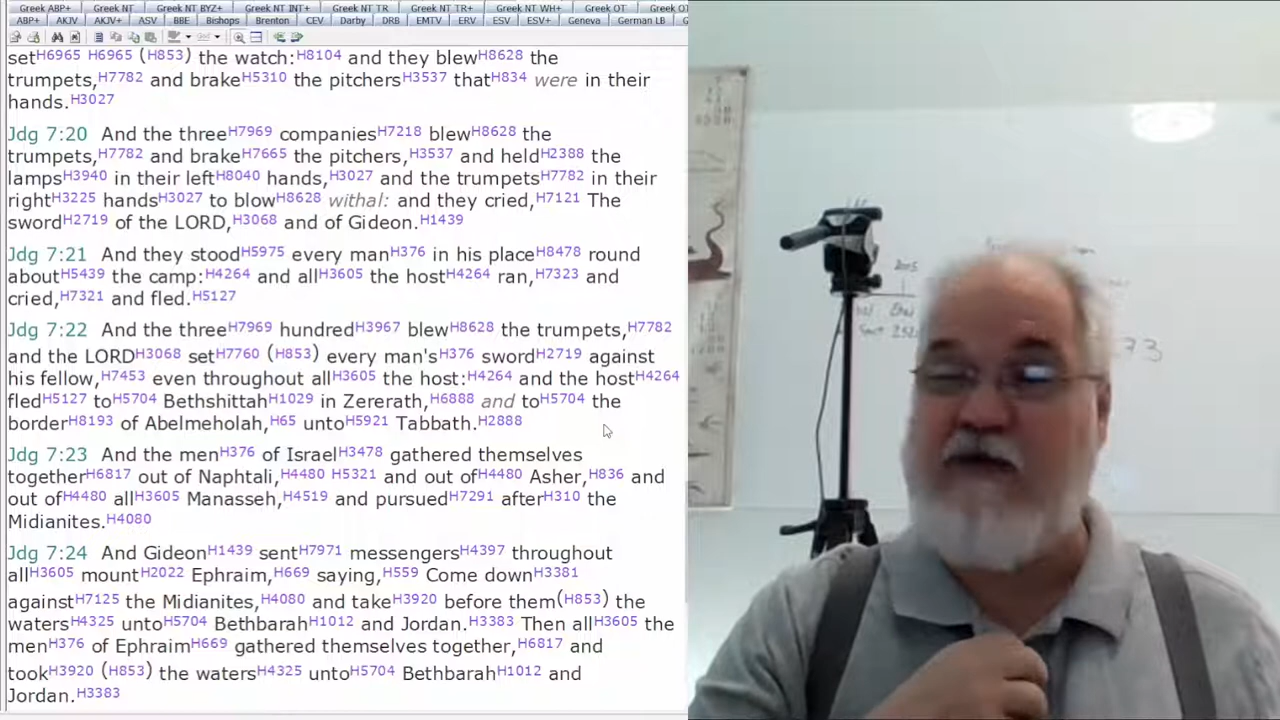 Greek ABP+ Greek NT Greek NT BYZ+ Greek NT INT+ Greek NT TR Greek NT TR+ Greek NT WH+ Greek OT Greek O
ABP+ AKJV AKJV+ ASV BBE Bishops Brenton CEV Darby DRB EMTV ERV ESV ESV+ Geneva German LB G
setH6965 H6965 (H853) the watch:H8104 and they blewH8628 the
trumpets,H7782 and brakeH5310 the pitchersH3537 thatH834 were in their
hands.H3027
Jdg 7:20 And the threeH7969 companiesH7218 blewH8628 the
trumpets,H7782 and brakeH7665 the pitchers,H3537 and heldH2388 the
lampsH3940 in their leftH8040 hands,H3027 and the trumpetsH7782 in their
rightH3225 handsH3027 to blowH8628 withal: and they cried,H7121 The
swordH2719 of the LORD,H3068 and of Gideon.H1439
Jdg 7:21 And they stoodH5975 every manH376 in his placeH8478 round
aboutH5439 the camp:H4264 and allH3605 the hostH4264 ran,H7323 and
cried,H7321 and fled.H5127
Jdg 7:22 And the threeH7969 hundredH3967 blewH8628 the trumpets,H7782
and the LORDH3068 setH7760 (H853) every man'sH376 swordH2719 against
his fellow,H7453 even throughout allH3605 the host:H4264 and the hostH4264
fledH5127 toH5704 BethshittahH1029 in Zererath,H6888 and toH5704 the
borderH8193 of Abelmeholah,H65 untoH5921 Tabbath.H2888
Jdg 7:23 And the menH376 of IsraelH3478 gathered themselves
togetherH6817 out of Naphtali,H4480 H5321 and out ofH4480 Asher,H836 and
out ofH4480 allH3605 Manasseh,H4519 and pursuedH7291 afterH310 the
Midianites.H4080
Jdg 7:24 And GideonH1439 sentH7971 messengersH4397 throughout
allH3605 mountH2022 Ephraim,H669 saying,H559 Come downH3381
againstH7125 the Midianites,H4080 and takeH3920 before them(H853) the
watersH4325 untoH5704 BethbarahH1012 and Jordan.H3383 Then allH3605 the
menH376 of EphraimH669 gathered themselves together,H6817 and
tookH3920 (H853) the watersH4325 untoH5704 BethbarahH1012 and
Jordan.H3383